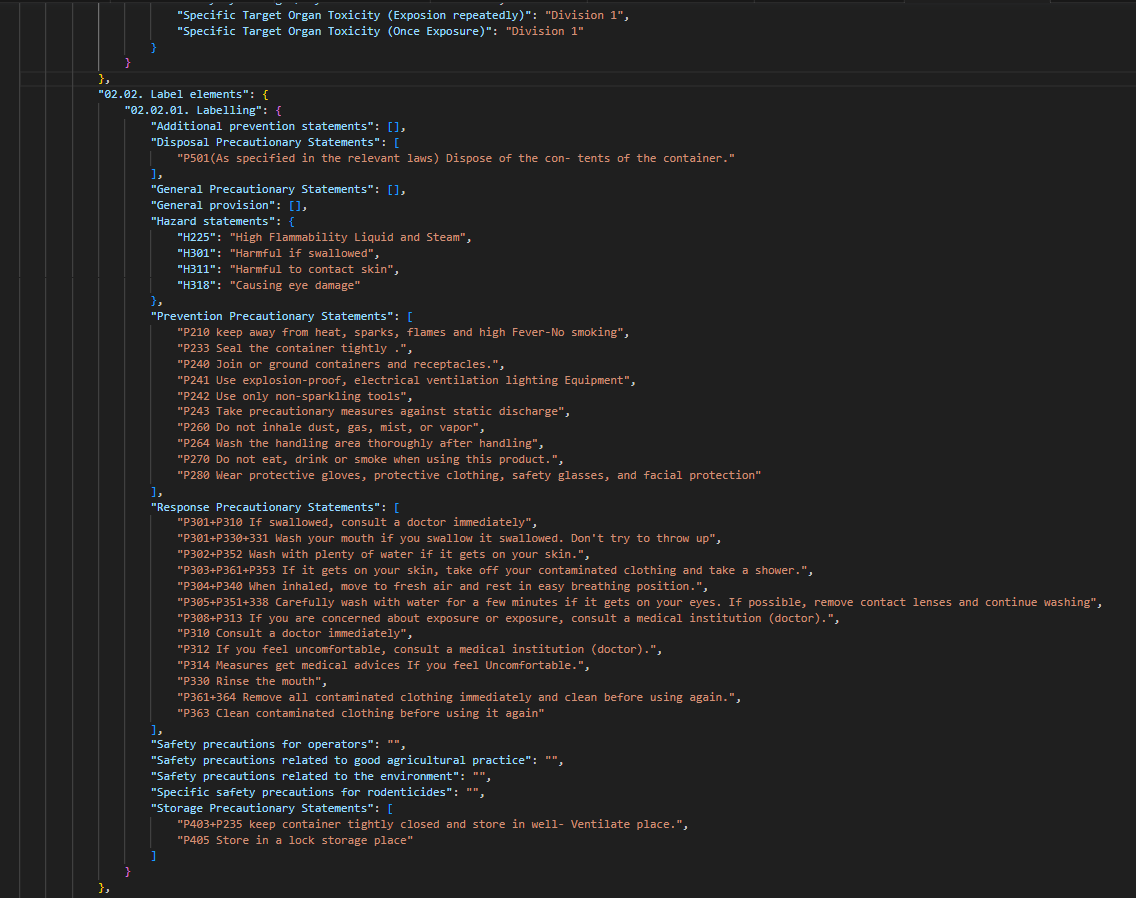 "Specific Target Organ Toxicity (Exposion repeatedly)": "Division 1",
"Specific Target Organ Toxicity (Once Exposure)": "Division 1"
}
}
},
"02.02. Label elements": {
"02.02.01. Labelling": {
"Additional prevention statements": [],
"Disposal Precautionary Statements": [
"P501(As specified in the relevant laws) Dispose of the con- tents of the container."
],
"General Precautionary Statements": [],
"General provision": [],
"Hazard statements": {
"H225": "High Flammability Liquid and Steam",
"H301": "Harmful if swallowed",
"H311": "Harmful to contact skin",
"H318": "Causing eye damage"
},
"Prevention Precautionary Statements": [
"P210 keep away from heat, sparks, flames and high Fever-No smoking",
"P233 Seal the container tightly .",
"P240 Join or ground containers and receptacles.",
"P241 Use explosion-proof, electrical ventilation lighting Equipment",
"P242 Use only non-sparkling tools",
"P243 Take precautionary measures against static discharge",
"P260 Do not inhale dust, gas, mist, or vapor",
"P264 Wash the handling area thoroughly after handling",
"P270 Do not eat, drink or smoke when using this product.",
"P280 Wear protective gloves, protective clothing, safety glasses, and facial protection"
],
"Response Precautionary Statements": [
"P301+P310 If swallowed, consult a doctor immediately",
"P301+P330+331 Wash your mouth if you swallow it swallowed. Don't try to throw up",
"P302+P352 Wash with plenty of water if it gets on your skin.",
"P303+P361+P353 If it gets on your skin, take off your contaminated clothing and take a shower.",
"P304+P340 When inhaled, move to fresh air and rest in easy breathing position.",
"P305+P351+338 Carefully wash with water for a few minutes if it gets on your eyes. If possible, remove contact lenses and continue washing",
"P308+P313 If you are concerned about exposure or exposure, consult a medical institution (doctor).",
"P310 Consult a doctor immediately",
"P312 If you feel uncomfortable, consult a medical institution (doctor).",
"P314 Measures get medical advices If you feel Uncomfortable.",
"P330 Rinse the mouth",
"P361+364 Remove all contaminated clothing immediately and clean before using again.",
"P363 Clean contaminated clothing before using it again"
],
"Safety precautions for operators": "",
"Safety precautions related to good agricultural practice": "",
"Safety precautions related to the environment": "",
"Specific safety precautions for rodenticides": "",
"Storage Precautionary Statements": [
"P403+P235 keep container tightly closed and store in well- Ventilate place.",
"P405 Store in a lock storage place"
]
}
},